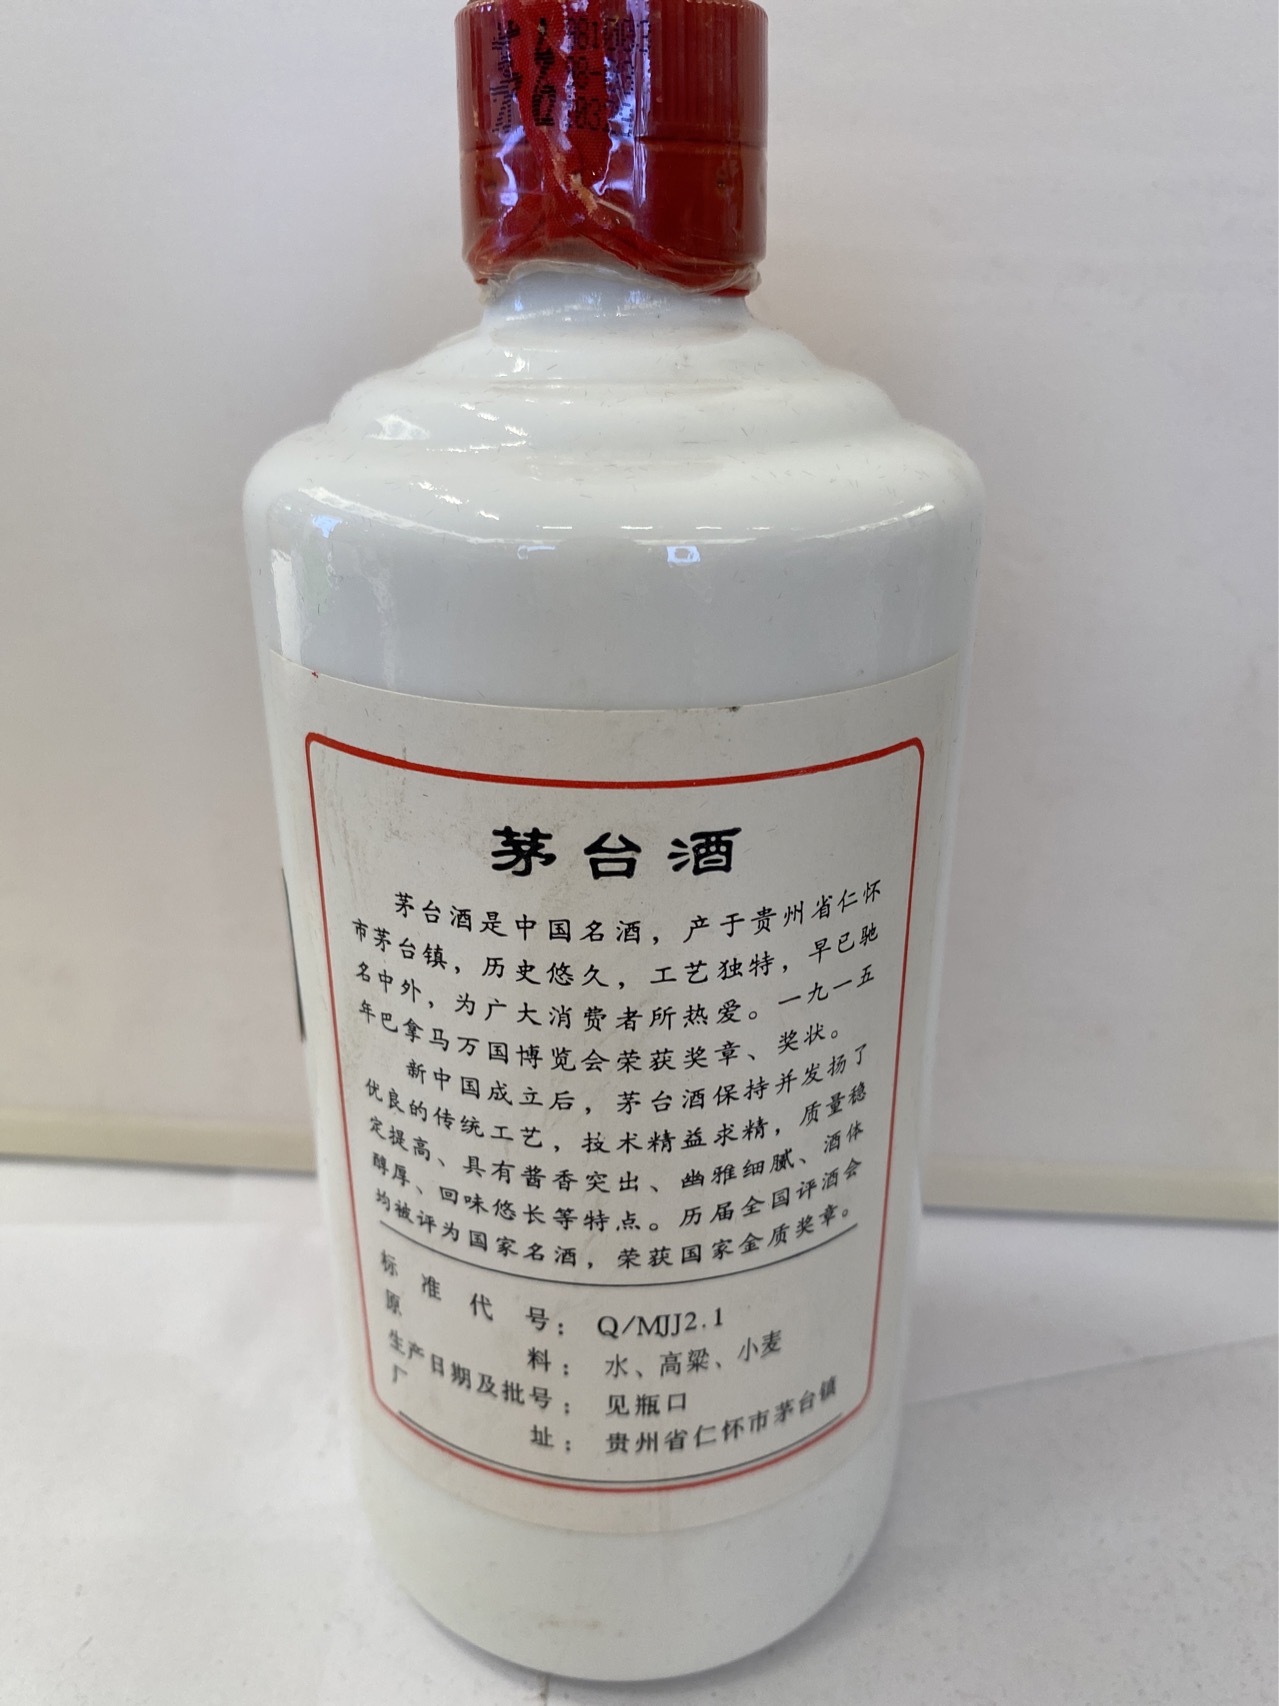 茅台
茅台酒
茅台酒是中国名酒，产于贵州省仁怀
市茅台镇，历史悠久，工艺独特，早已驰
名中外，为广大消费者所热爱。一九一五
年巴拿马万国博览会荣获奖章、奖状。
新中国成立后，茅台酒保持并发扬了
优良的传统工艺，技术精益求精，质量稳
定提高、具有酱香突出、幽雅细腻、酒体
醇厚、回味悠长等特点。历届全国评酒会
均被评为国家名酒，荣获国家金质奖章。
标准代号：Q/MJJ2.1
原料：水、高粱、小麦
生产日期及批号：见瓶口
厂址：贵州省仁怀市茅台镇